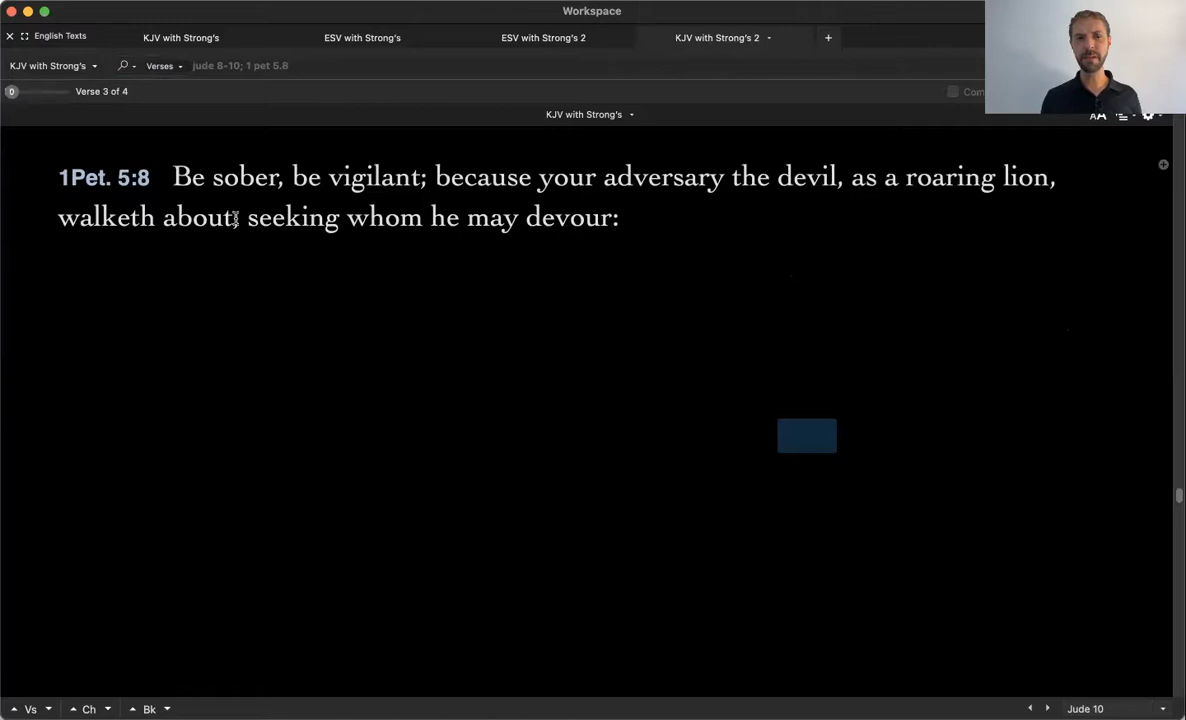 Workspace
English Texts
KJV with Strong's
ESV with Strong's
ESV with Strong's 2
KJV with Strong's 2
+
KJV with Strong's
Verses
jude 8-10; 1 pet 5.8
0
Verse 3 of 4
Com
KJV with Strong's
AA
1Pet. 5:8 Be sober, be vigilant; because your adversary the devil, as a roaring lion,
walketh about, seeking whom he may devour:
Vs
Ch
Bk
Jude 10